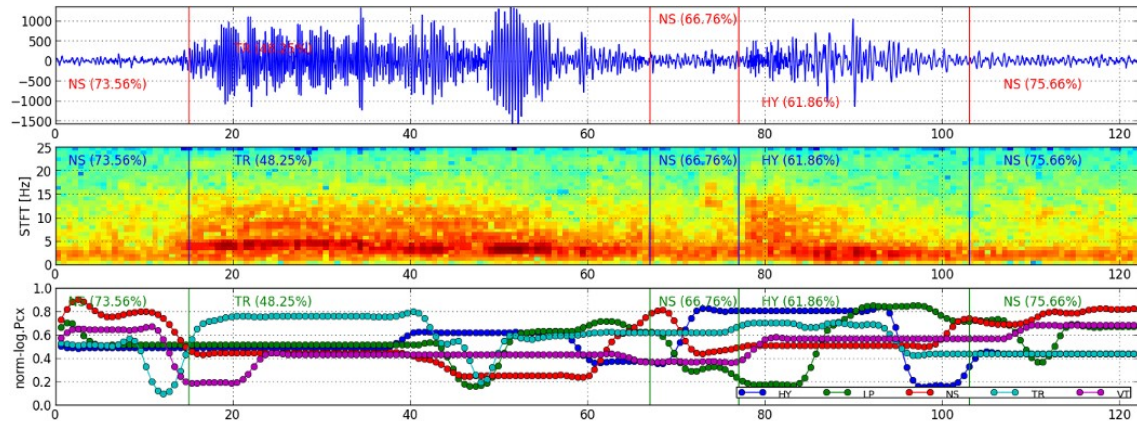 1000
500
0
−500
−1000
−1500
NS (73.56%)
NS (66.76%)
HY (61.86%)
NS (75.66%)
0 20 40 60 80 100 120
STFT [Hz]
25
20
15
10
5
0
NS (73.56%) TR (48.25%) NS (66.76%) HY (61.86%) NS (75.66%)
0 20 40 60 80 100 120
norm-log.Pcx
1.0
0.8
0.6
0.4
0.2
0.0
NS (73.56%) TR (48.25%) NS (66.76%) HY (61.86%) NS (75.66%)
HY LP NS TR VT
0 20 40 60 80 100 120